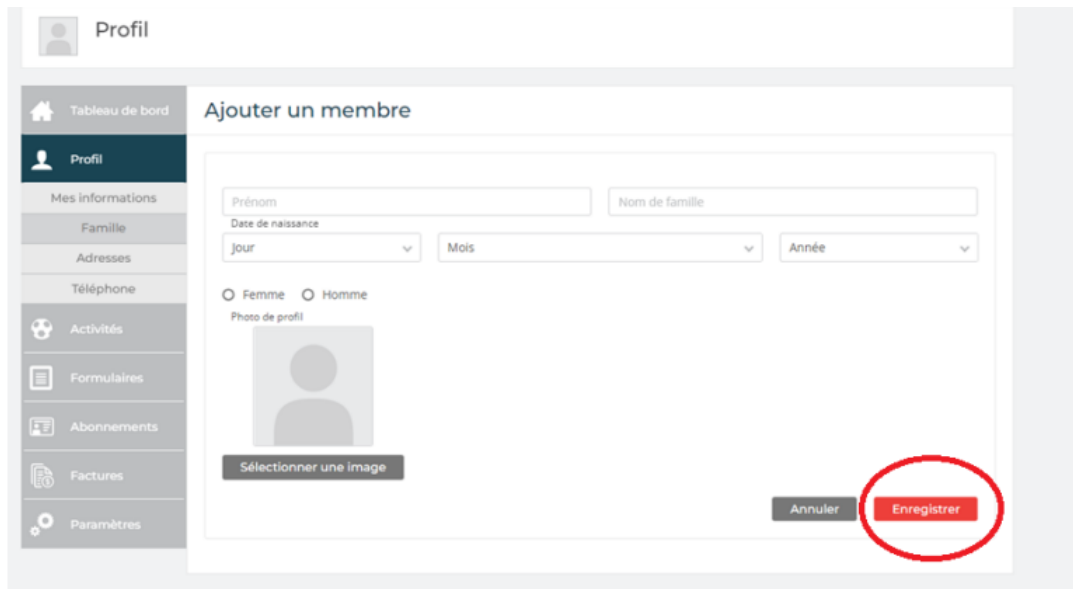 Profil
Tableau de bord
Profil
Mes informations
Famille
Adresses
Téléphone
Activités
Formulaires
Abonnements
Factures
Paramètres
Ajouter un membre
Prénom
Nom de famille
Date de naissance
Jour
Mois
Année
Femme Homme
Photo de profil
Sélectionner une image
Annuler
Enregistrer